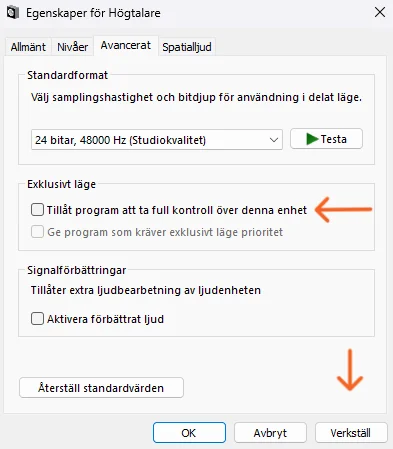 Egenskaper för Högtalare
Allmänt Nivåer Avancerat Spatialljud
Standardformat
Välj samplingshastighet och bitdjup för användning i delat läge.
24 bitar, 48000 Hz (Studiokvalitet) Testa
Exklusivt läge
Tillåt program att ta full kontroll över denna enhet
Ge program som kräver exklusivt läge prioritet
Signalförbättringar
Tillåter extra ljudbearbetning av ljudenheten
Aktivera förbättrat ljud
Återställ standardvärden
OK Avbryt Verkställ